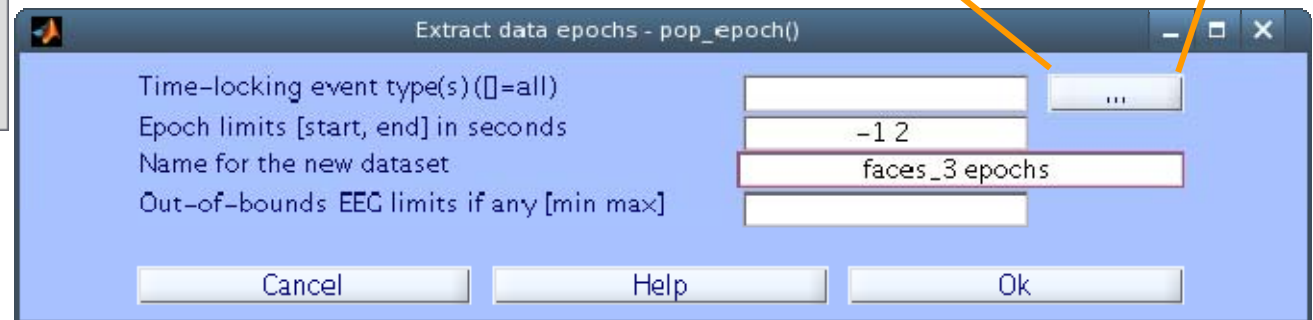 Extract data epochs - pop_epoch()
Time-locking event type(s)([]=all)
...
Epoch limits [start, end] in seconds
-1 2
Name for the new dataset
faces_3 epochs
Out-of-bounds EEG limits if any [min max]
Cancel Help Ok